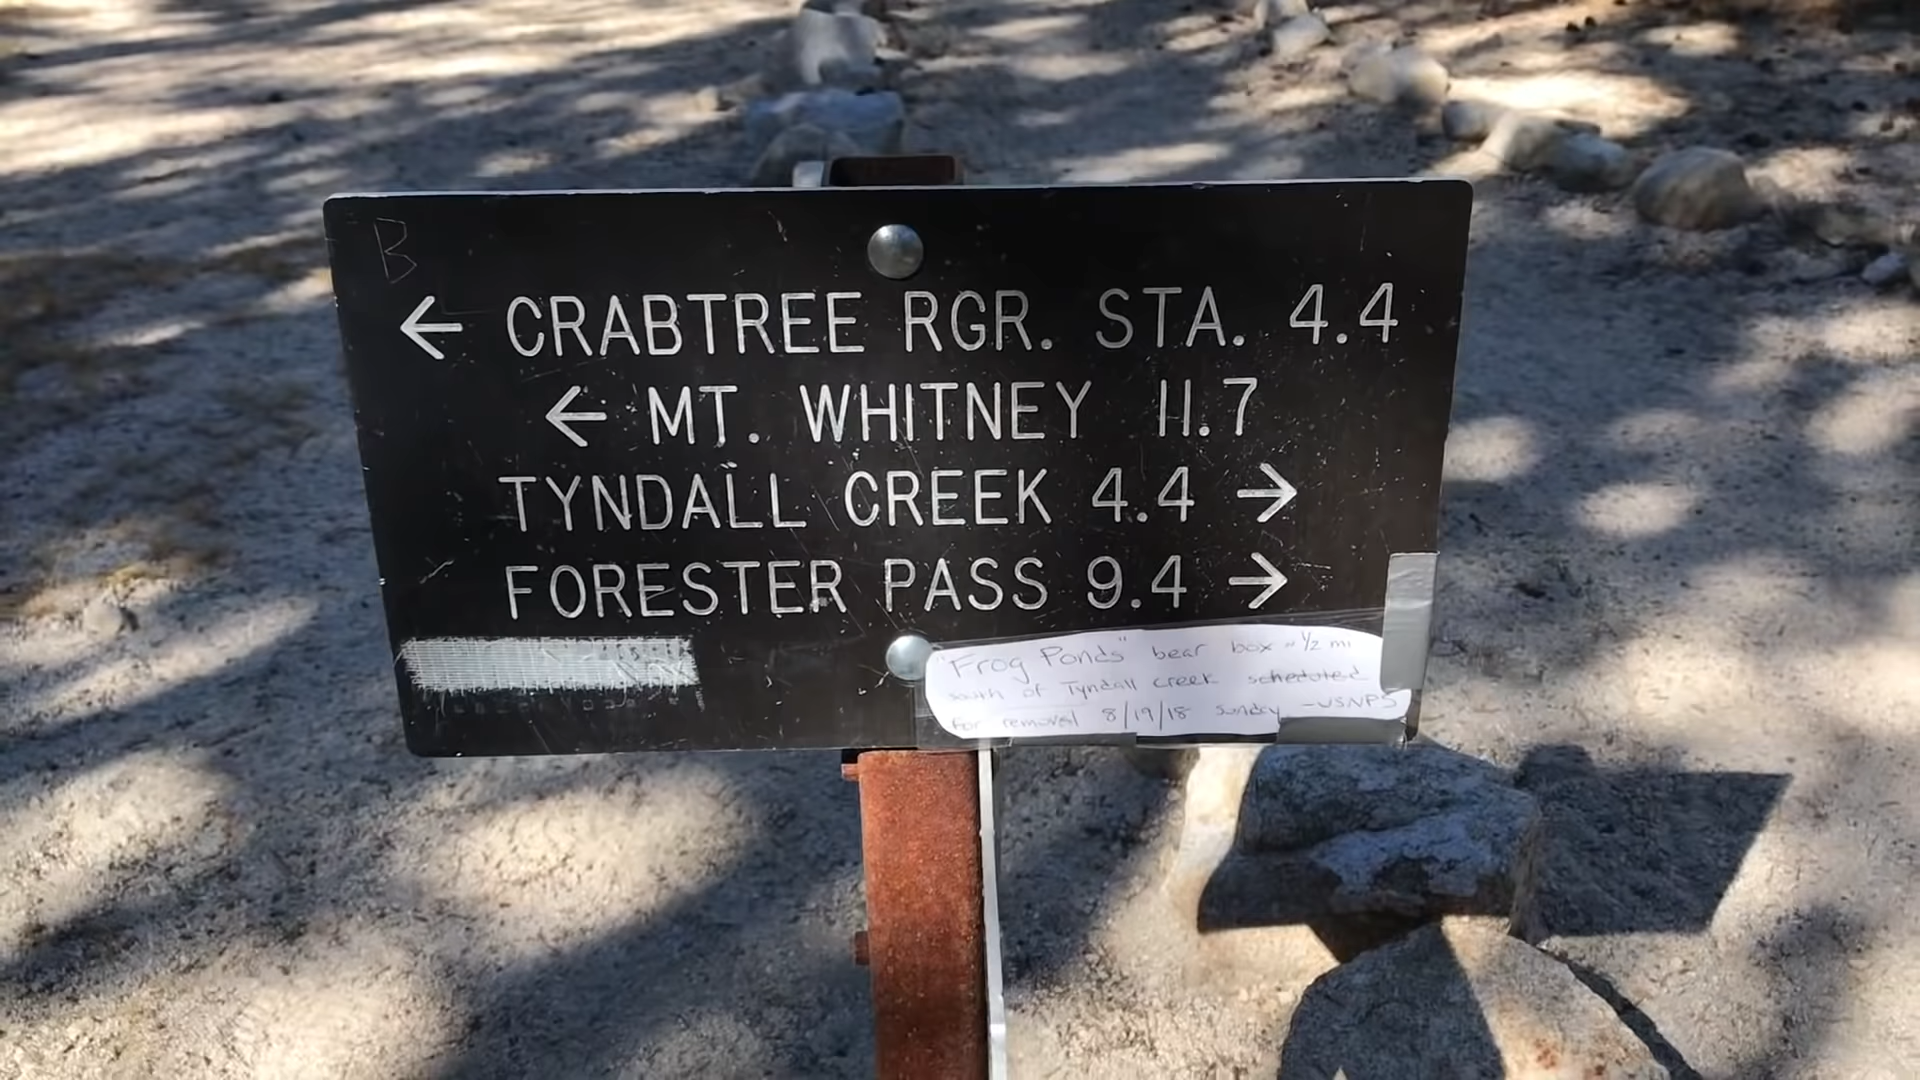 B
← CRABTREE RGR. STA. 4.4
← MT. WHITNEY 11.7
TYNDALL CREEK 4.4 →
FORESTER PASS 9.4 →
"Frog Ponds" bear box ~ 1/2 mi
south of Tyndall creek scheduled
for removal 8/19/18 sunday -USNPS